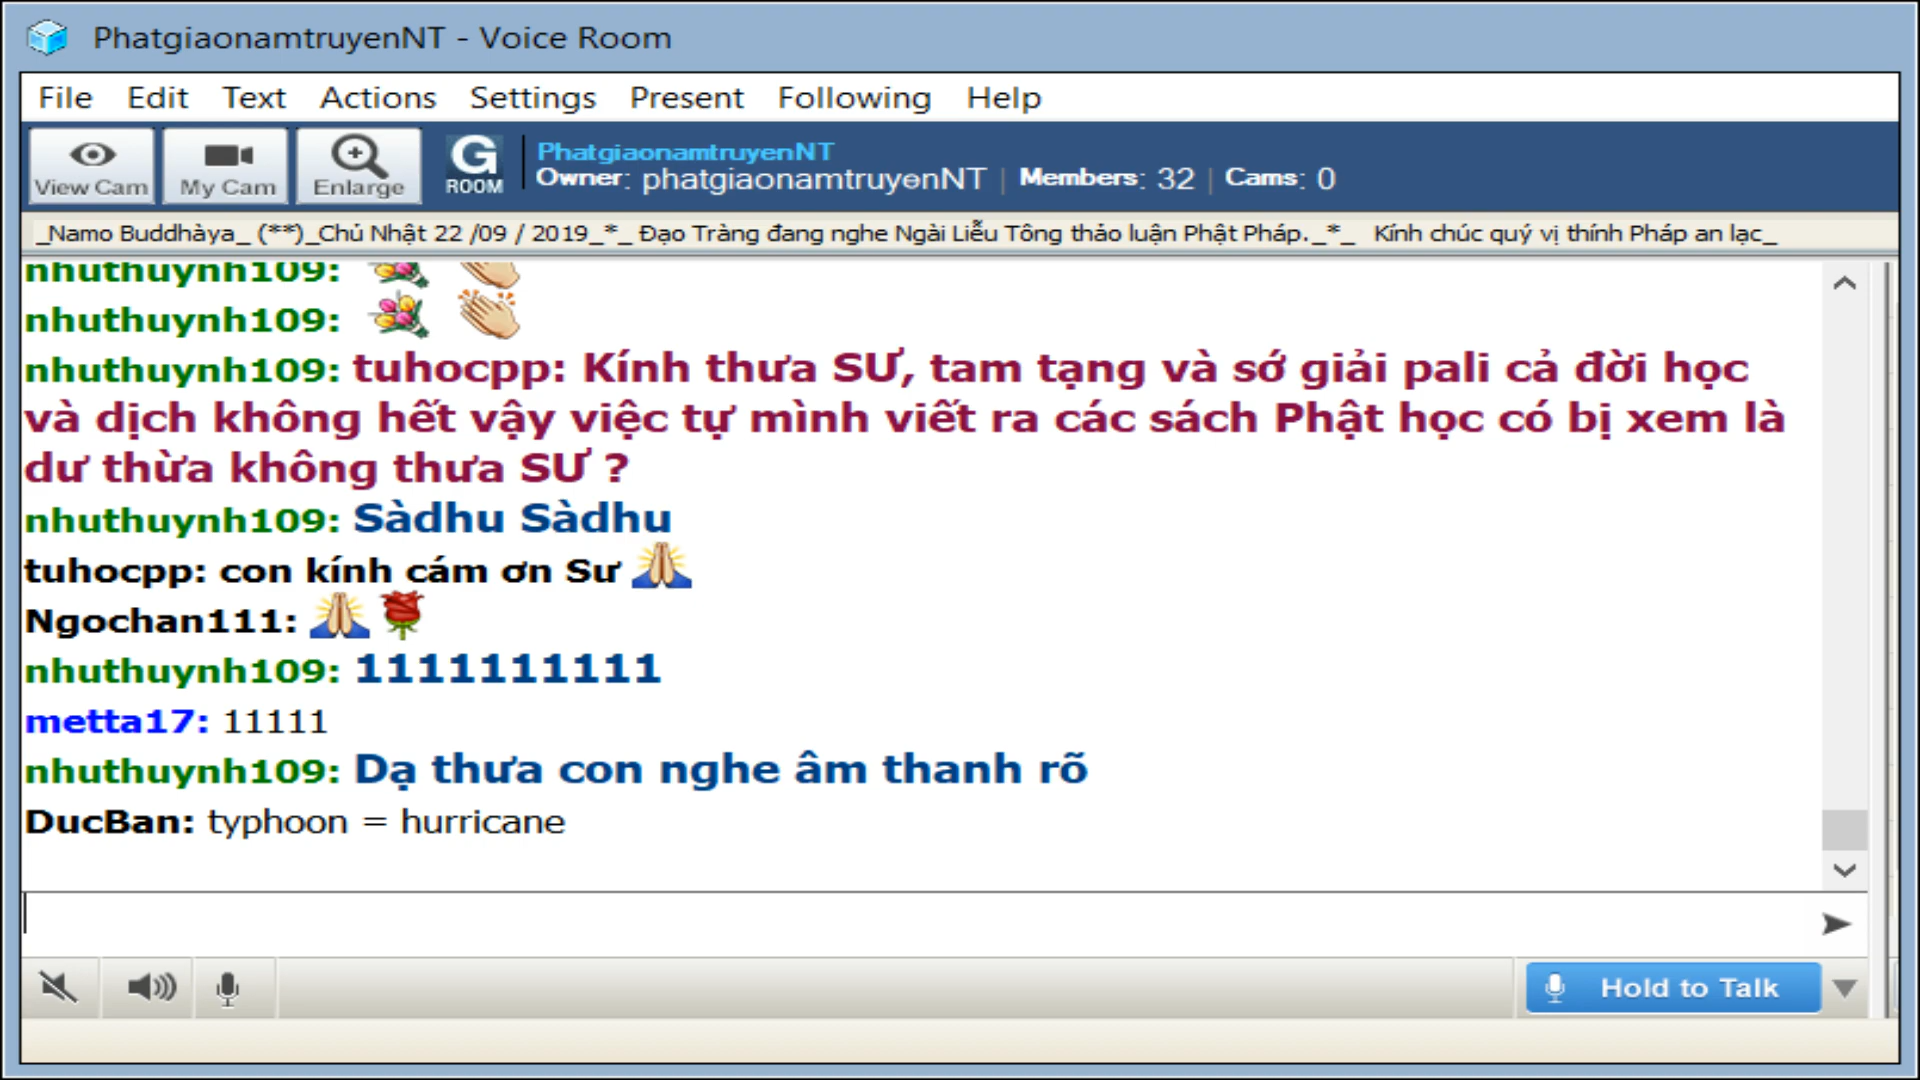 PhatgiaonamtruyenNT - Voice Room
File Edit Text Actions Settings Present Following Help
View Cam My Cam Enlarge G ROOM
PhatgiaonamtruyenNT
Owner: phatgiaonamtruyenNT | Members: 32 | Cams: 0
_Namo Buddhàya_ (**)_Chủ Nhật 22 /09 / 2019_*_ Đạo Tràng đang nghe Ngài Liễu Tông thảo luận Phật Pháp._*_ Kính chúc quý vị thính Pháp an lạc_
nhuthuynh109:
nhuthuynh109:
nhuthuynh109: tuhocpp: Kính thưa SƯ, tam tạng và sớ giải pali cả đời học
và dịch không hết vậy việc tự mình viết ra các sách Phật học có bị xem là
dư thừa không thưa SƯ ?
nhuthuynh109: Sàdhu Sàdhu
tuhocpp: con kính cám ơn Sư
Ngochan111:
nhuthuynh109: 1111111111
metta17: 11111
nhuthuynh109: Dạ thưa con nghe âm thanh rõ
DucBan: typhoon = hurricane
Hold to Talk